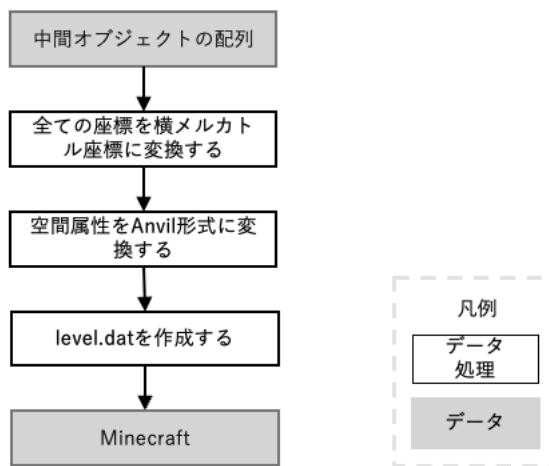 中間オブジェクトの配列
全ての座標を横メルカト
ル座標に変換する
空間属性をAnvil形式に変
換する
level.datを作成する
Minecraft
凡例
データ
処理
データ